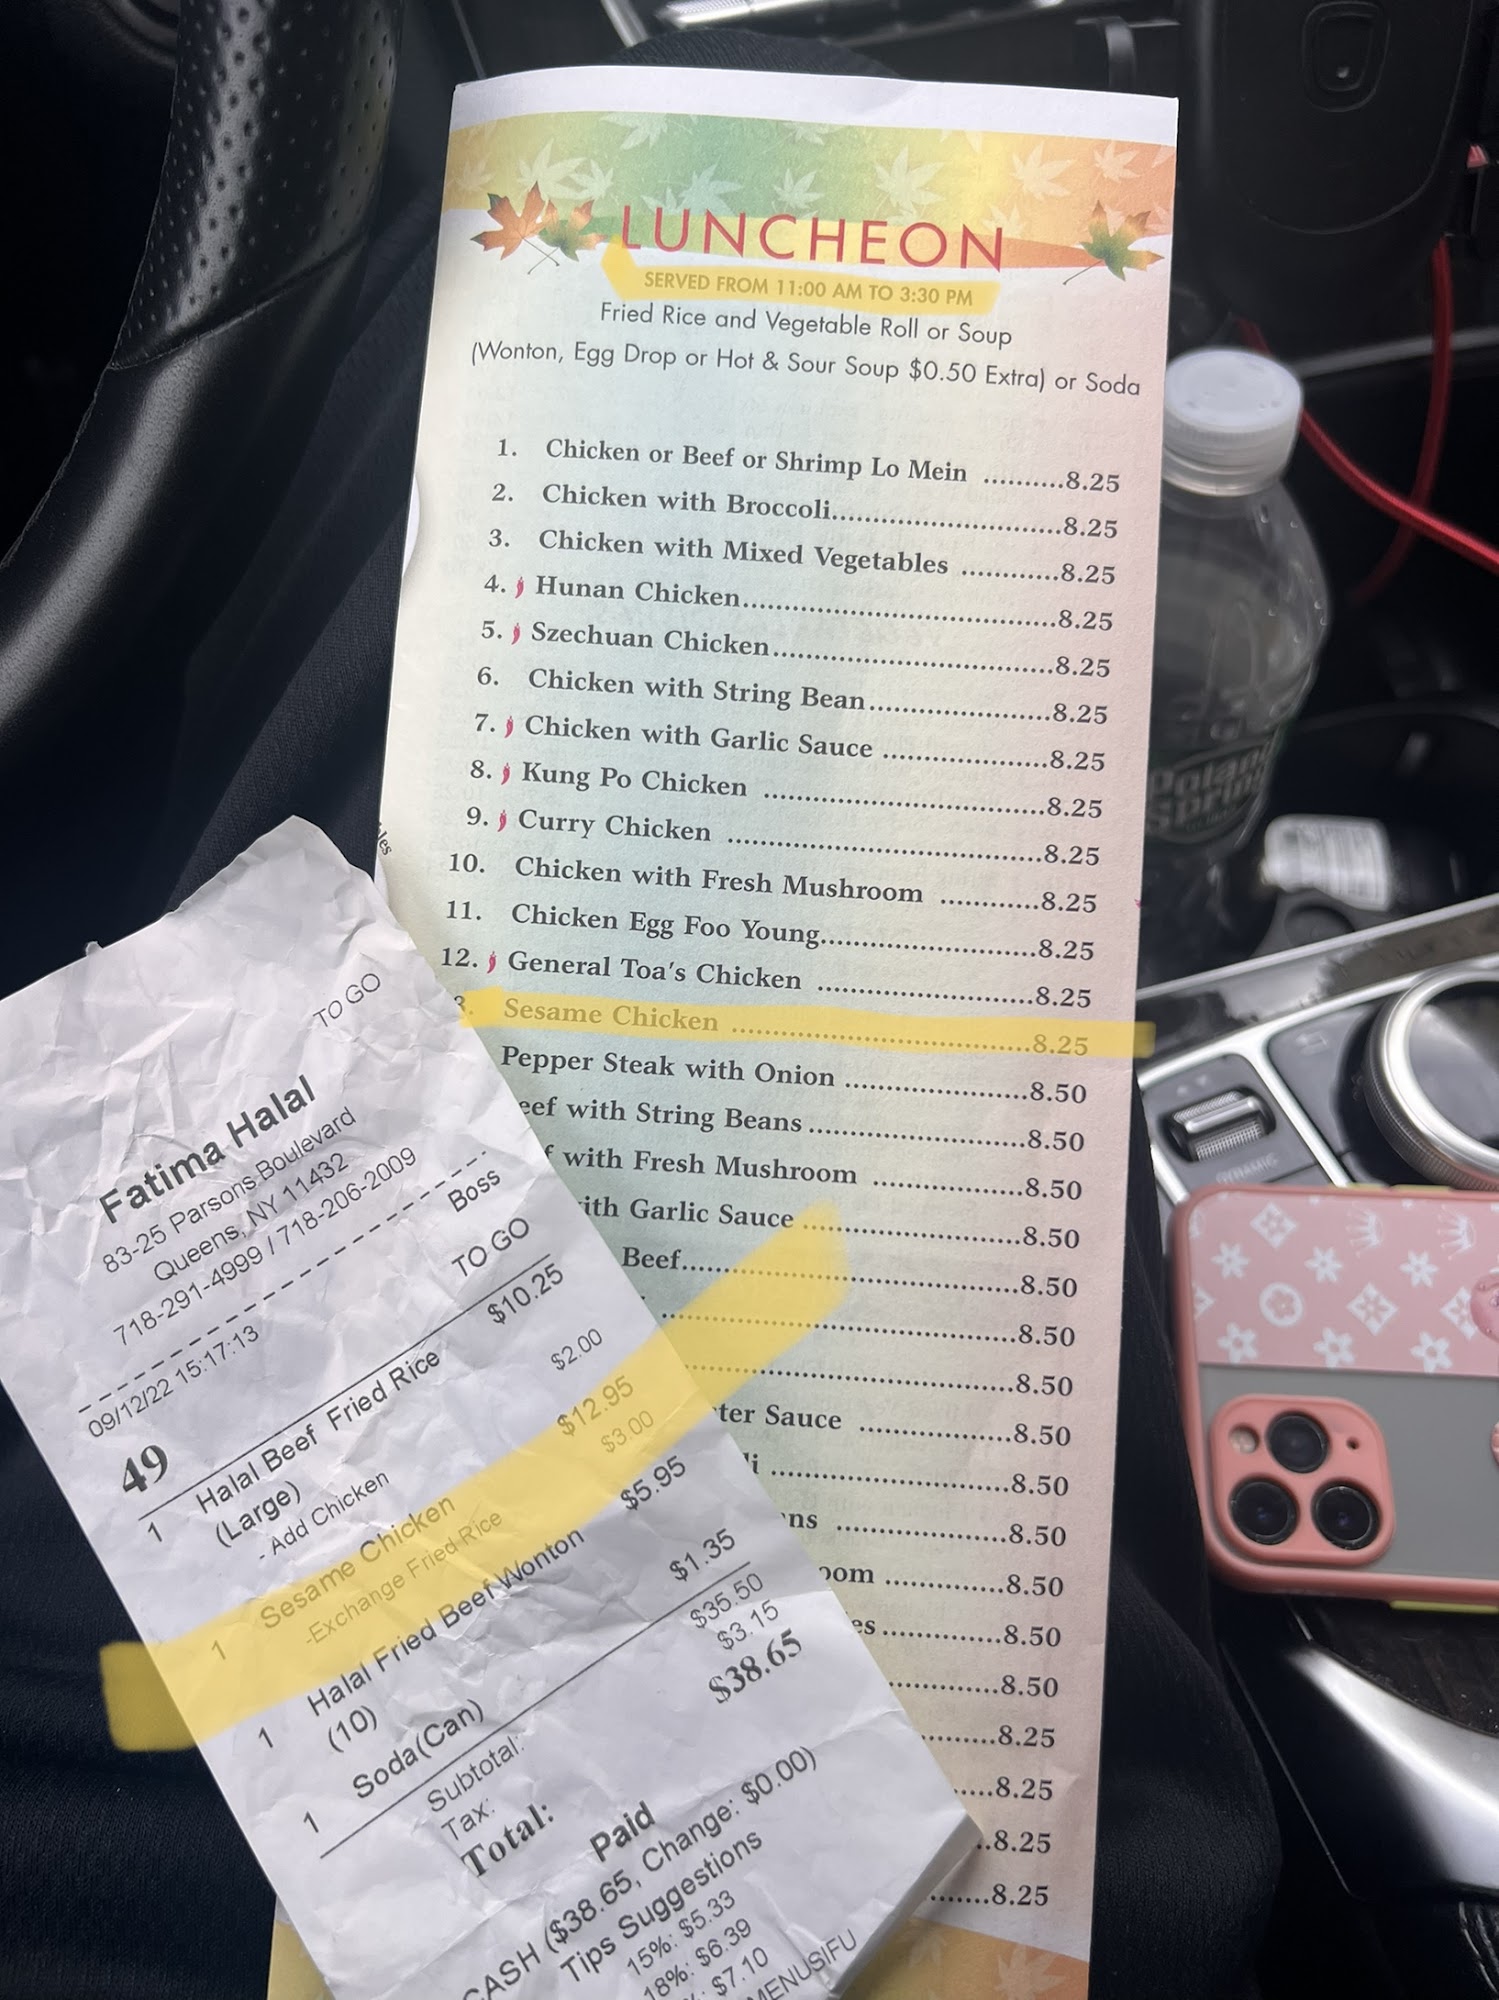 LUNCHEON
SERVED FROM 11:00 AM TO 3:30 PM
Fried Rice and Vegetable Roll or Soup
(Wonton, Egg Drop or Hot & Sour Soup $0.50 Extra) or Soda
1. Chicken or Beef or Shrimp Lo Mein ..........8.25
2. Chicken with Broccoli............................8.25
3. Chicken with Mixed Vegetables ............8.25
4. Hunan Chicken......................................8.25
5. Szechuan Chicken..................................8.25
6. Chicken with String Bean......................8.25
7. Chicken with Garlic Sauce ....................8.25
8. Kung Po Chicken ..................................8.25
9. Curry Chicken ......................................8.25
10. Chicken with Fresh Mushroom ............8.25
11. Chicken Egg Foo Young..........................8.25
12. General Toa's Chicken ..........................8.25
3. Sesame Chicken ....................................8.25
Pepper Steak with Onion ......................8.50
eef with String Beans..........................8.50
f with Fresh Mushroom ..................8.50
ith Garlic Sauce ..........................8.50
Beef.........................................8.50
...........................................8.50
........................................8.50
ter Sauce ...................8.50
li .............................8.50
ns .....................8.50
oom ..............8.50
es ..............8.50
.............8.50
.........8.25
.....8.25
..8.25
.......8.25
les
TO GO
Fatima Halal
83-25 Parsons Boulevard
Queens, NY 11432
718-291-4999 / 718-206-2009
Boss
09/12/22 15:17:13
TO GO
49
1 Halal Beef Fried Rice $10.25
(Large)
- Add Chicken $2.00
1 Sesame Chicken $12.95
-Exchange Fried Rice $3.00
1 Halal Fried Beef Wonton $5.95
(10)
1 Soda(Can) $1.35
Subtotal: $35.50
Tax: $3.15
Total: $38.65
Paid
CASH ($38.65, Change: $0.00)
Tips Suggestions
15%: $5.33
18%: $6.39
%: $7.10
MENUSIFU
Poland
Spring
DYNAMIC